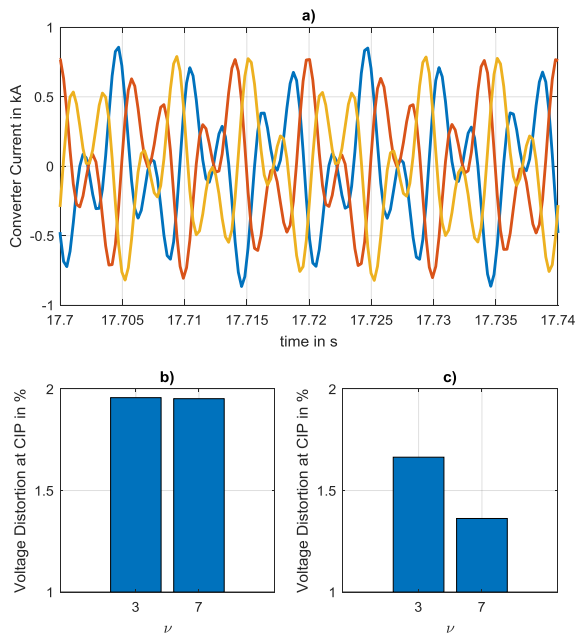 a)
Converter Current in kA
1
0.5
0
-0.5
-1
17.7 17.705 17.71 17.715 17.72 17.725 17.73 17.735 17.74
time in s
b)
Voltage Distortion at CIP in %
2
1.5
1
3 7
ν
c)
Voltage Distortion at CIP in %
2
1.5
1
3 7
ν